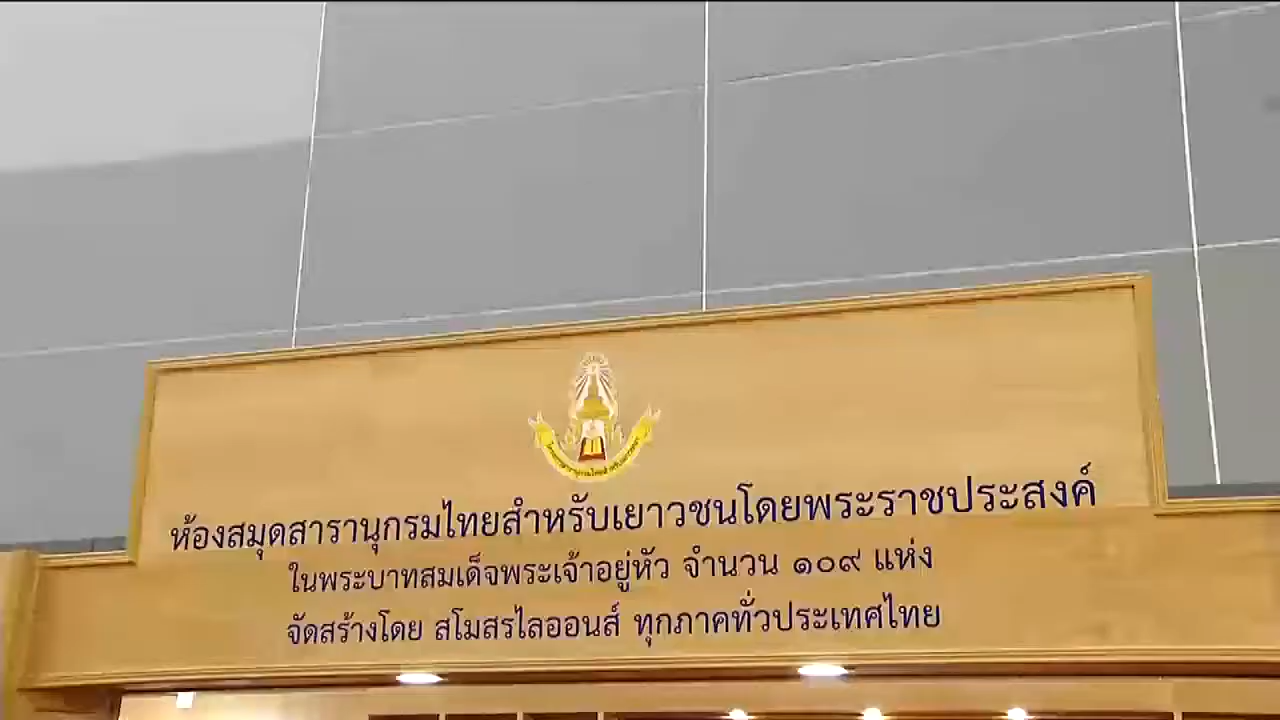 ห้องสมุดสารานุกรมไทยสำหรับเยาวชนโดยพระราชประสงค์
ในพระบาทสมเด็จพระเจ้าอยู่หัว จำนวน ๑๐๙ แห่ง
จัดสร้างโดย สโมสรไลออนส์ ทุกภาคทั่วประเทศไทย